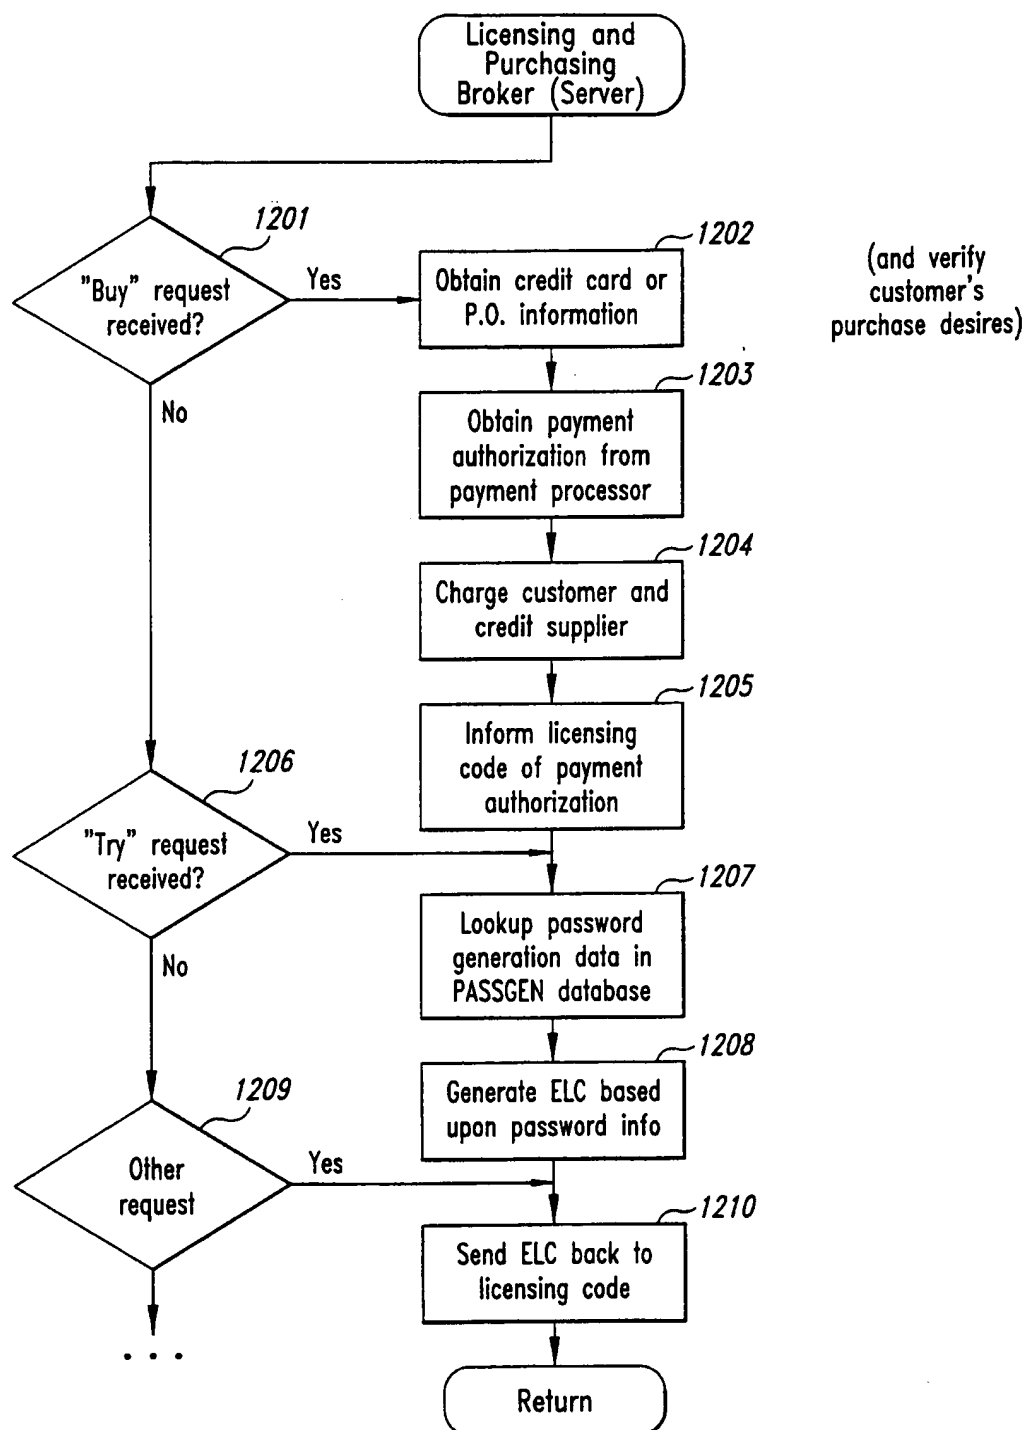 Licensing and
Purchasing
Broker (Server)
1201
"Buy" request
received?
Yes
No
1202
Obtain credit card or
P.O. information
(and verify
customer's
purchase desires)
1203
Obtain payment
authorization from
payment processor
1204
Charge customer and
credit supplier
1205
Inform licensing
code of payment
authorization
1206
"Try" request
received?
Yes
No
1207
Lookup password
generation data in
PASSGEN database
1208
Generate ELC based
upon password info
1209
Other
request
Yes
1210
Send ELC back to
licensing code
. . .
Return